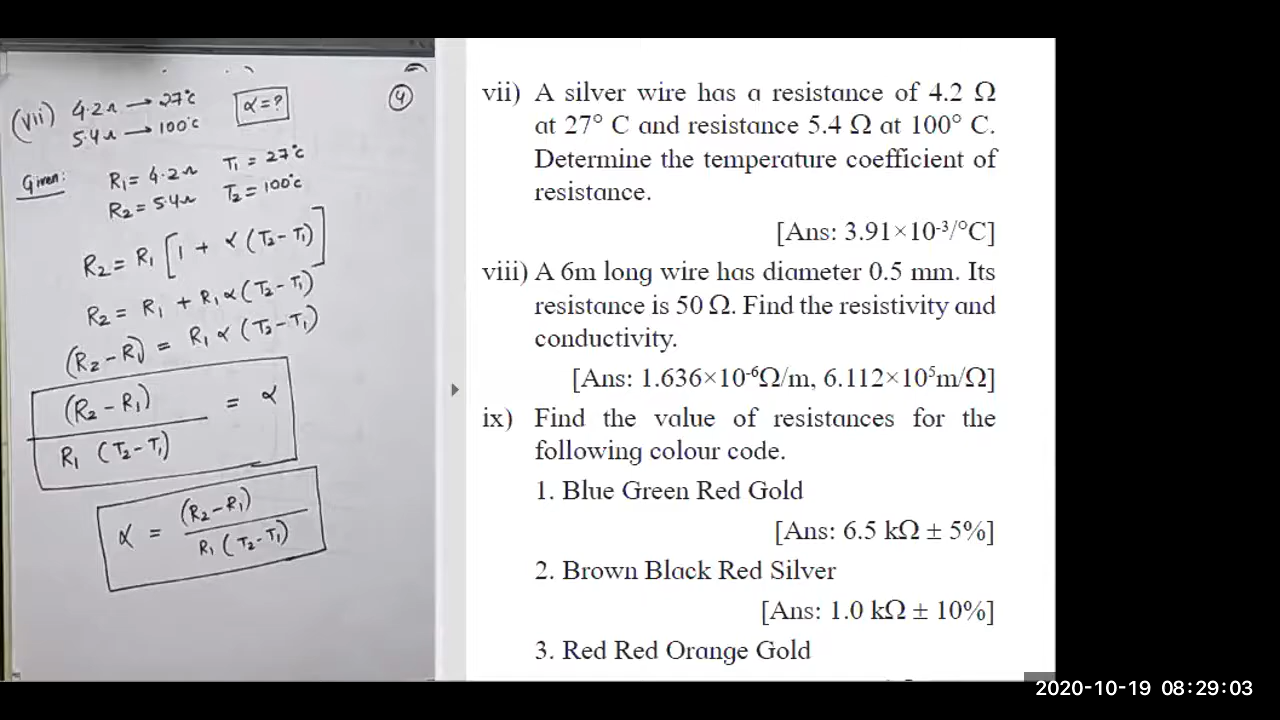 (vii) 4.2Ω → 27°C α = ?
5.4Ω → 100°C
4
Given: R₁ = 4.2Ω T₁ = 27°C
R₂ = 5.4Ω T₂ = 100°C
R₂ = R₁ [1 + α (T₂ - T₁)]
R₂ = R₁ + R₁ α (T₂ - T₁)
(R₂ - R₁) = R₁ α (T₂ - T₁)
(R₂ - R₁) / R₁ (T₂ - T₁) = α
α = (R₂ - R₁) / R₁ (T₂ - T₁)
vii) A silver wire has a resistance of 4.2 Ω
at 27° C and resistance 5.4 Ω at 100° C.
Determine the temperature coefficient of
resistance.
[Ans: 3.91×10⁻³/°C]
viii) A 6m long wire has diameter 0.5 mm. Its
resistance is 50 Ω. Find the resistivity and
conductivity.
[Ans: 1.636×10⁻⁶Ω/m, 6.112×10⁵m/Ω]
ix) Find the value of resistances for the
following colour code.
1. Blue Green Red Gold
[Ans: 6.5 kΩ ± 5%]
2. Brown Black Red Silver
[Ans: 1.0 kΩ ± 10%]
3. Red Red Orange Gold
2020-10-19 08:29:03